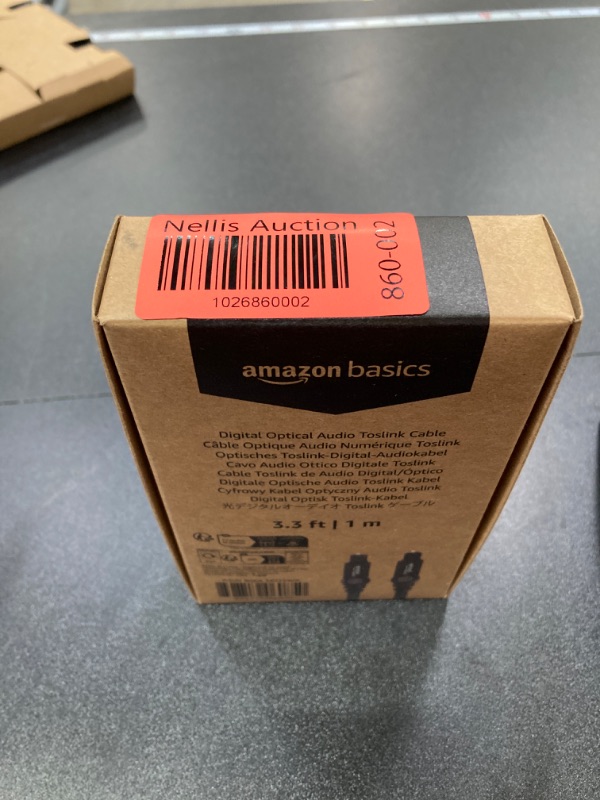 Nellis Auction
1026860002
860-002
amazon basics
Digital Optical Audio Toslink Cable
Câble Optique Audio Numérique Toslink
Optisches Toslink-Digital-Audiokabel
Cavo Audio Ottico Digitale Toslink
Cable Toslink de Audio Digital/Óptico
Digitale Optische Audio Toslink Kabel
Cyfrowy Kabel Optyczny Audio Toslink
Digital Optisk Toslink-Kabel
光デジタルオーディオ Toslink ケーブル
3.3 ft | 1 m